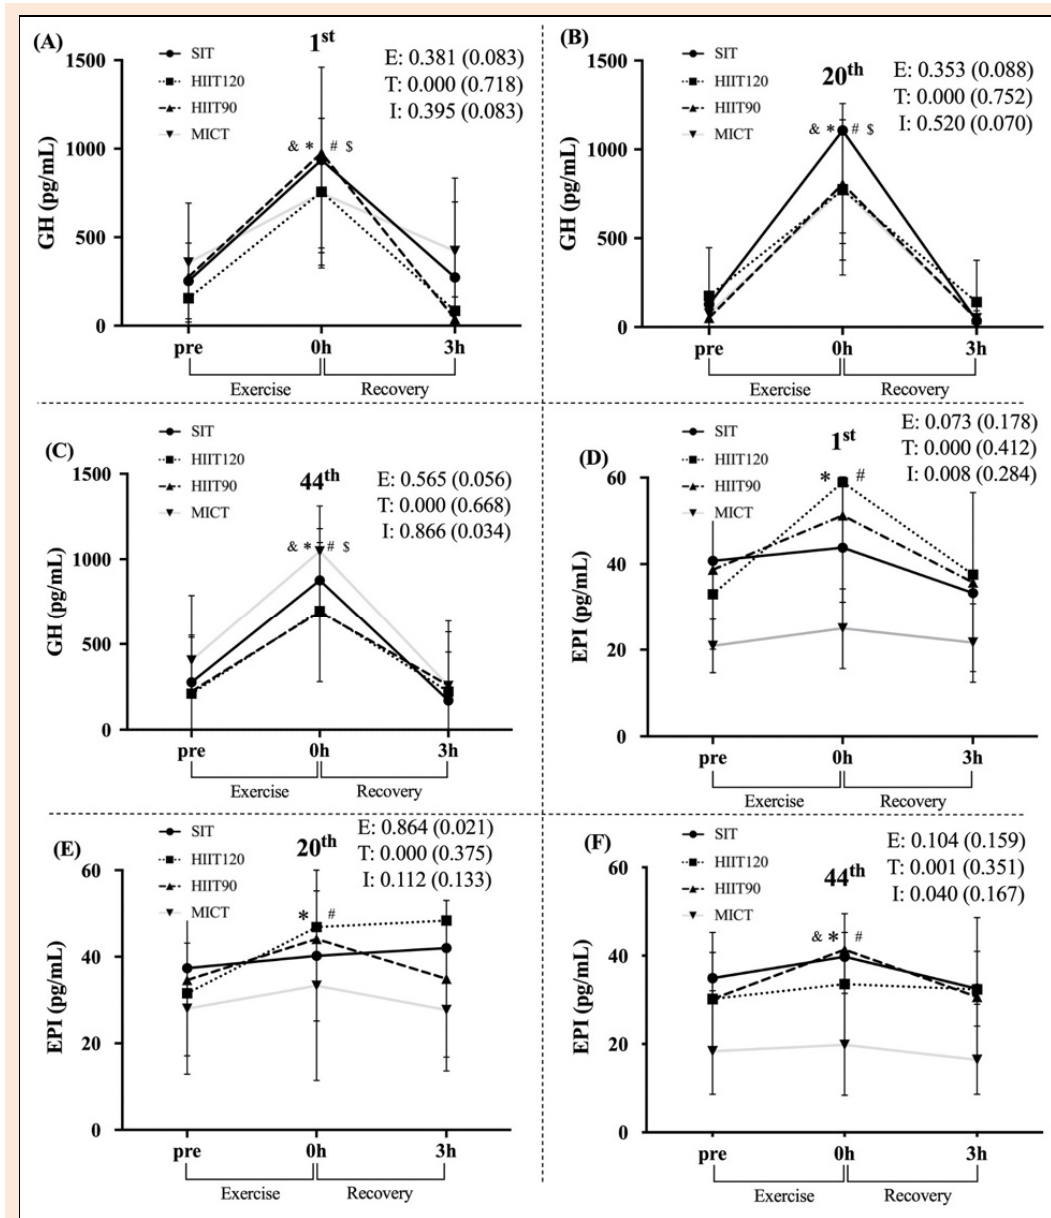 (A)
1st
SIT
HIIT120
HIIT90
MICT
E: 0.381 (0.083)
T: 0.000 (0.718)
I: 0.395 (0.083)
GH (pg/mL)
1500
1000
500
0
& * # $
pre
0h
3h
Exercise
Recovery
(B)
20th
SIT
HIIT120
HIIT90
MICT
E: 0.353 (0.088)
T: 0.000 (0.752)
I: 0.520 (0.070)
GH (pg/mL)
1500
1000
500
0
& * # $
pre
0h
3h
Exercise
Recovery
(C)
44th
SIT
HIIT120
HIIT90
MICT
E: 0.565 (0.056)
T: 0.000 (0.668)
I: 0.866 (0.034)
GH (pg/mL)
1500
1000
500
0
& * # $
pre
0h
3h
Exercise
Recovery
(D)
1st
SIT
HIIT120
HIIT90
MICT
E: 0.073 (0.178)
T: 0.000 (0.412)
I: 0.008 (0.284)
EPI (pg/mL)
60
40
20
0
* #
pre
0h
3h
Exercise
Recovery
(E)
20th
SIT
HIIT120
HIIT90
MICT
E: 0.864 (0.021)
T: 0.000 (0.375)
I: 0.112 (0.133)
EPI (pg/mL)
60
40
20
0
* #
pre
0h
3h
Exercise
Recovery
(F)
44th
SIT
HIIT120
HIIT90
MICT
E: 0.104 (0.159)
T: 0.001 (0.351)
I: 0.040 (0.167)
EPI (pg/mL)
60
40
20
0
& * #
pre
0h
3h
Exercise
Recovery